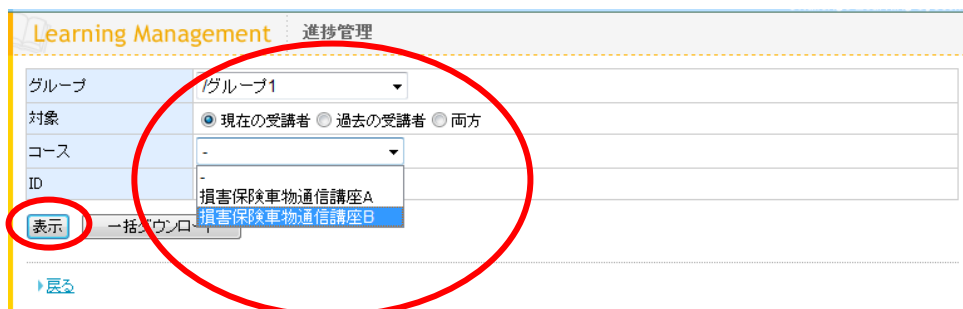 Learning Management 進捗管理
グループ /グループ1
対象 現在の受講者 過去の受講者 両方
コース -
ID -
損害保険車物通信講座A
損害保険車物通信講座B
表示 一括ダウンロード
戻る